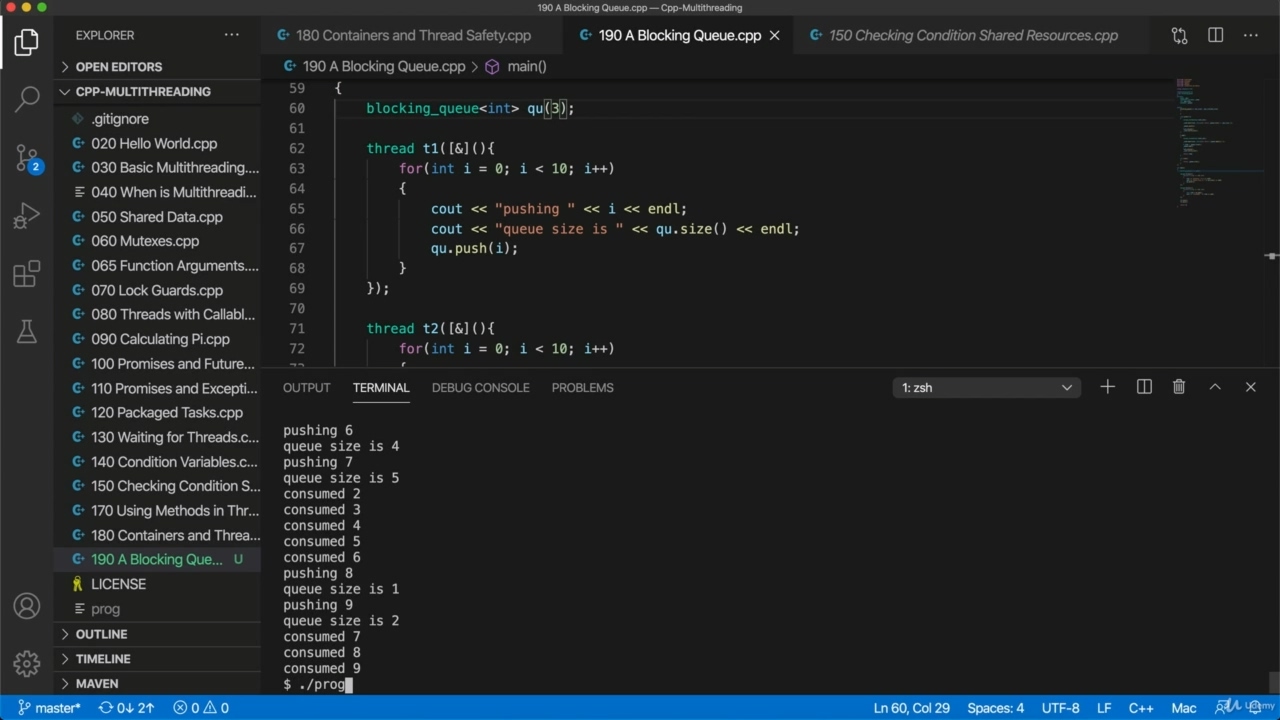 190 A Blocking Queue.cpp — Cpp-Multithreading
EXPLORER
180 Containers and Thread Safety.cpp
190 A Blocking Queue.cpp
150 Checking Condition Shared Resources.cpp
OPEN EDITORS
190 A Blocking Queue.cpp > main()
CPP-MULTITHREADING
.gitignore
020 Hello World.cpp
030 Basic Multithreading....
040 When is Multithreadi...
050 Shared Data.cpp
060 Mutexes.cpp
065 Function Arguments....
070 Lock Guards.cpp
080 Threads with Callabl...
090 Calculating Pi.cpp
100 Promises and Future...
110 Promises and Excepti...
120 Packaged Tasks.cpp
130 Waiting for Threads.c...
140 Condition Variables.c...
150 Checking Condition S...
170 Using Methods in Thr...
180 Containers and Threa...
190 A Blocking Que... U
LICENSE
prog
OUTLINE
TIMELINE
MAVEN
2
59 {
60 blocking_queue<int> qu(3);
61
62 thread t1([&](){
63 for(int i = 0; i < 10; i++)
64 {
65 cout << "pushing " << i << endl;
66 cout << "queue size is " << qu.size() << endl;
67 qu.push(i);
68 }
69 });
70
71 thread t2([&](){
72 for(int i = 0; i < 10; i++)
OUTPUT TERMINAL DEBUG CONSOLE PROBLEMS
1: zsh
pushing 6
queue size is 4
pushing 7
queue size is 5
consumed 2
consumed 3
consumed 4
consumed 5
consumed 6
pushing 8
queue size is 1
pushing 9
queue size is 2
consumed 7
consumed 8
consumed 9
$ ./prog
master* 0↓ 2↑ 0 0
Ln 60, Col 29 Spaces: 4 UTF-8 LF C++ Mac
Udemy